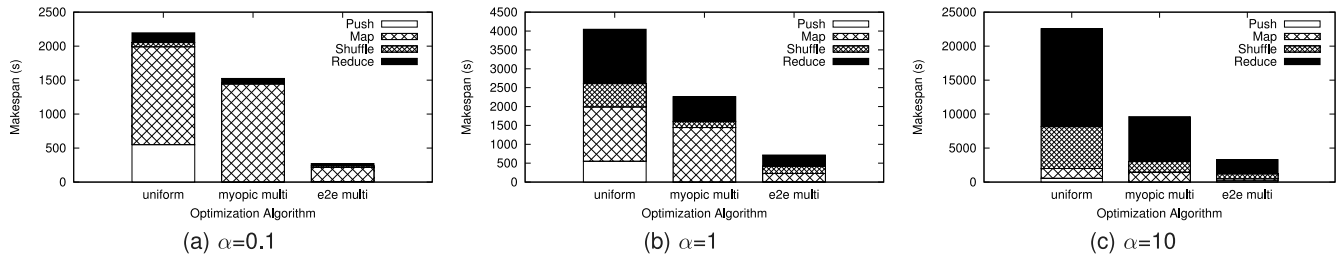 Makespan (s)
2500
2000
1500
1000
500
0
Push
Map
Shuffle
Reduce
uniform
myopic multi
e2e multi
Optimization Algorithm
(a) α=0.1
Makespan (s)
4500
4000
3500
3000
2500
2000
1500
1000
500
0
Push
Map
Shuffle
Reduce
uniform
myopic multi
e2e multi
Optimization Algorithm
(b) α=1
Makespan (s)
25000
20000
15000
10000
5000
0
Push
Map
Shuffle
Reduce
uniform
myopic multi
e2e multi
Optimization Algorithm
(c) α=10